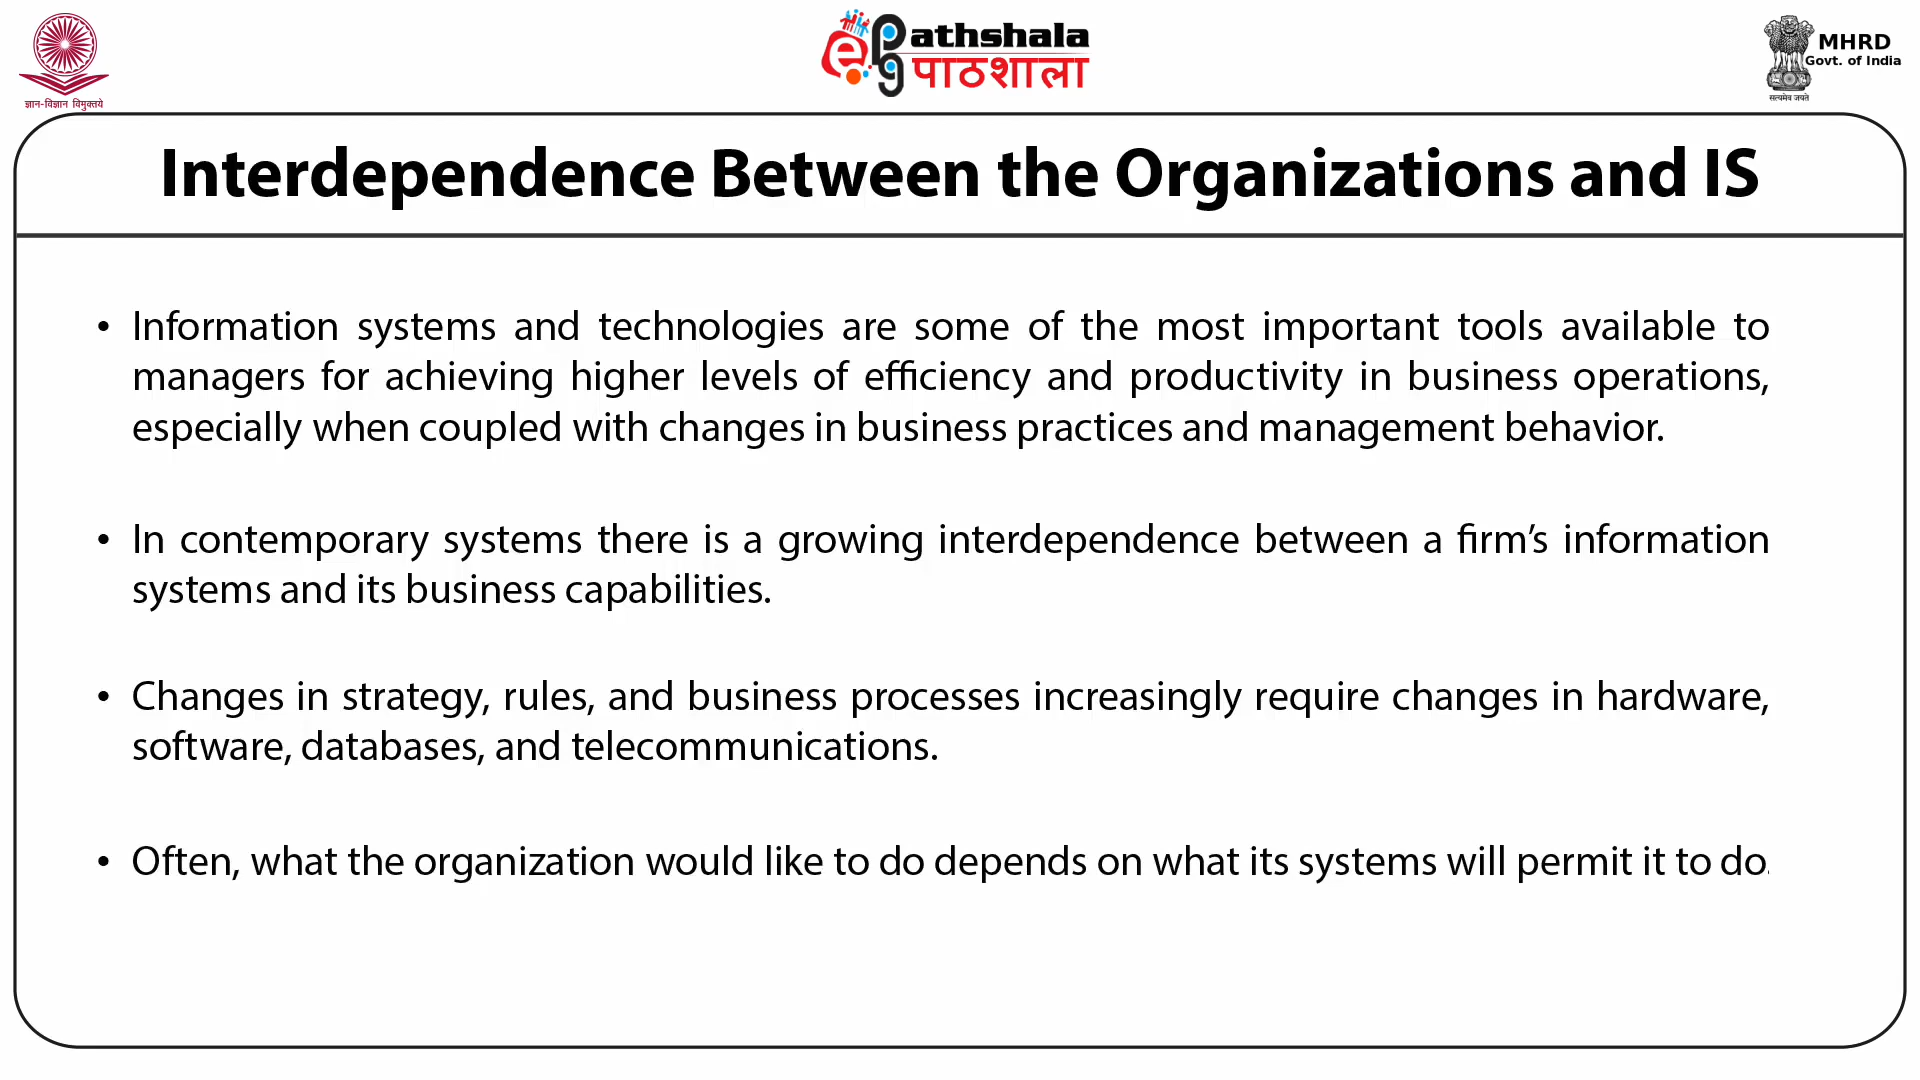 ज्ञान-विज्ञान विमुक्तये
e PG athshala
पाठशाला
MHRD
Govt. of India
सत्यमेव जयते
Interdependence Between the Organizations and IS
• Information systems and technologies are some of the most important tools available to
managers for achieving higher levels of efficiency and productivity in business operations,
especially when coupled with changes in business practices and management behavior.
• In contemporary systems there is a growing interdependence between a firm’s information
systems and its business capabilities.
• Changes in strategy, rules, and business processes increasingly require changes in hardware,
software, databases, and telecommunications.
• Often, what the organization would like to do depends on what its systems will permit it to do.